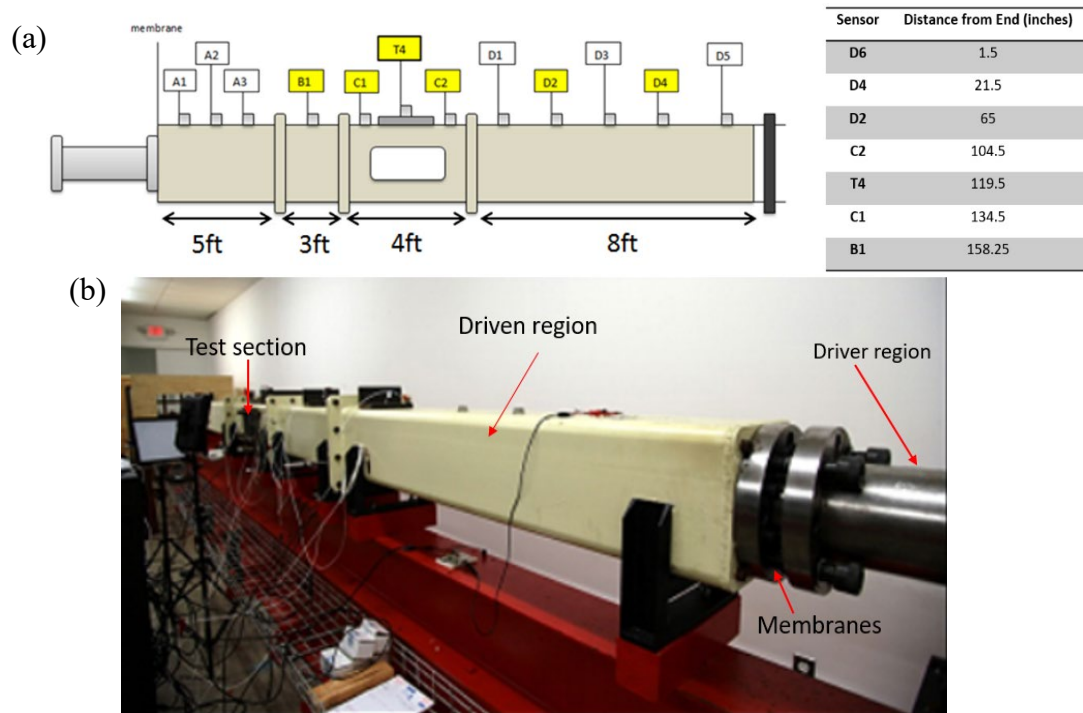 (a)
membrane
A1
A2
A3
B1
C1
T4
C2
D1
D2
D3
D4
D5
5ft
3ft
4ft
8ft
Sensor Distance from End (inches)
D6 1.5
D4 21.5
D2 65
C2 104.5
T4 119.5
C1 134.5
B1 158.25
(b)
Test section
Driven region
Driver region
Membranes